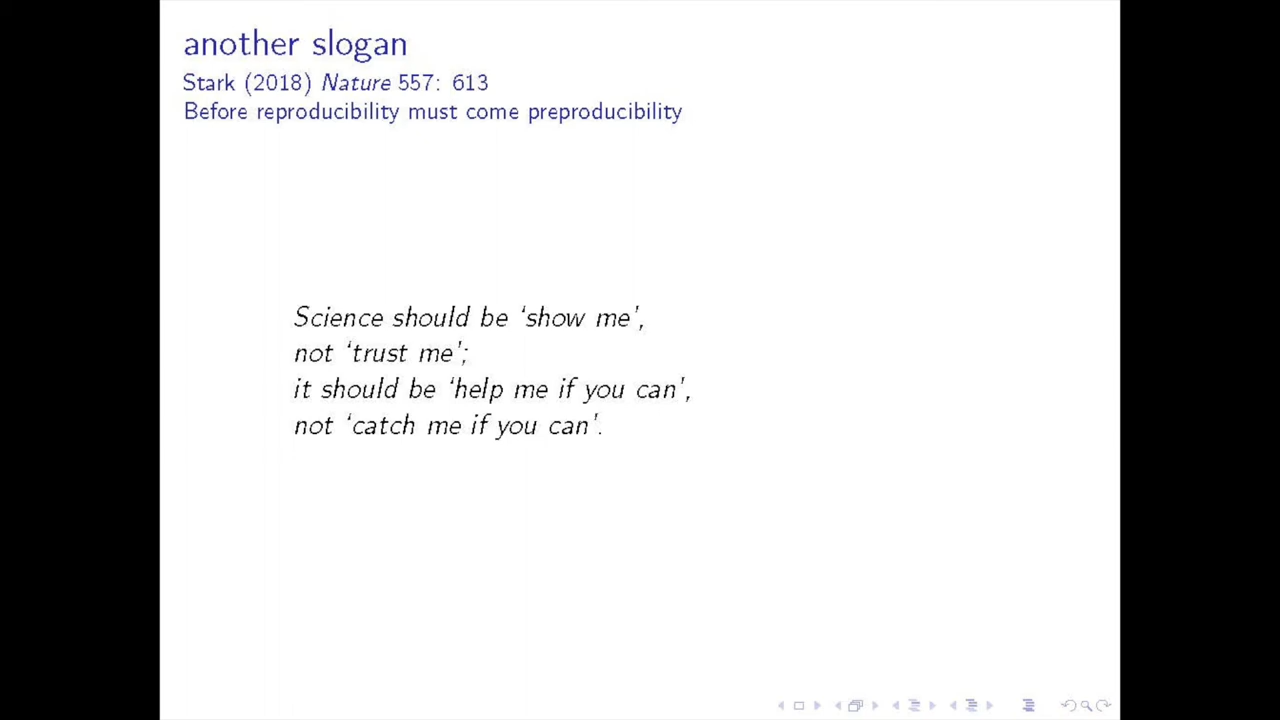 another slogan
Stark (2018) Nature 557: 613
Before reproducibility must come preproducibility
Science should be ‘show me’,
not ‘trust me’;
it should be ‘help me if you can’,
not ‘catch me if you can’.